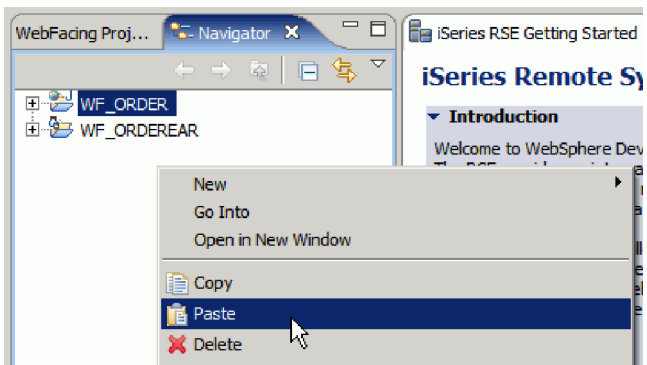 WebFacing Proj...
Navigator
iSeries RSE Getting Started
iSeries Remote Sy
WF_ORDER
WF_ORDEREAR
Introduction
Welcome to WebSphere Dev
New
Go Into
Open in New Window
Copy
Paste
Delete